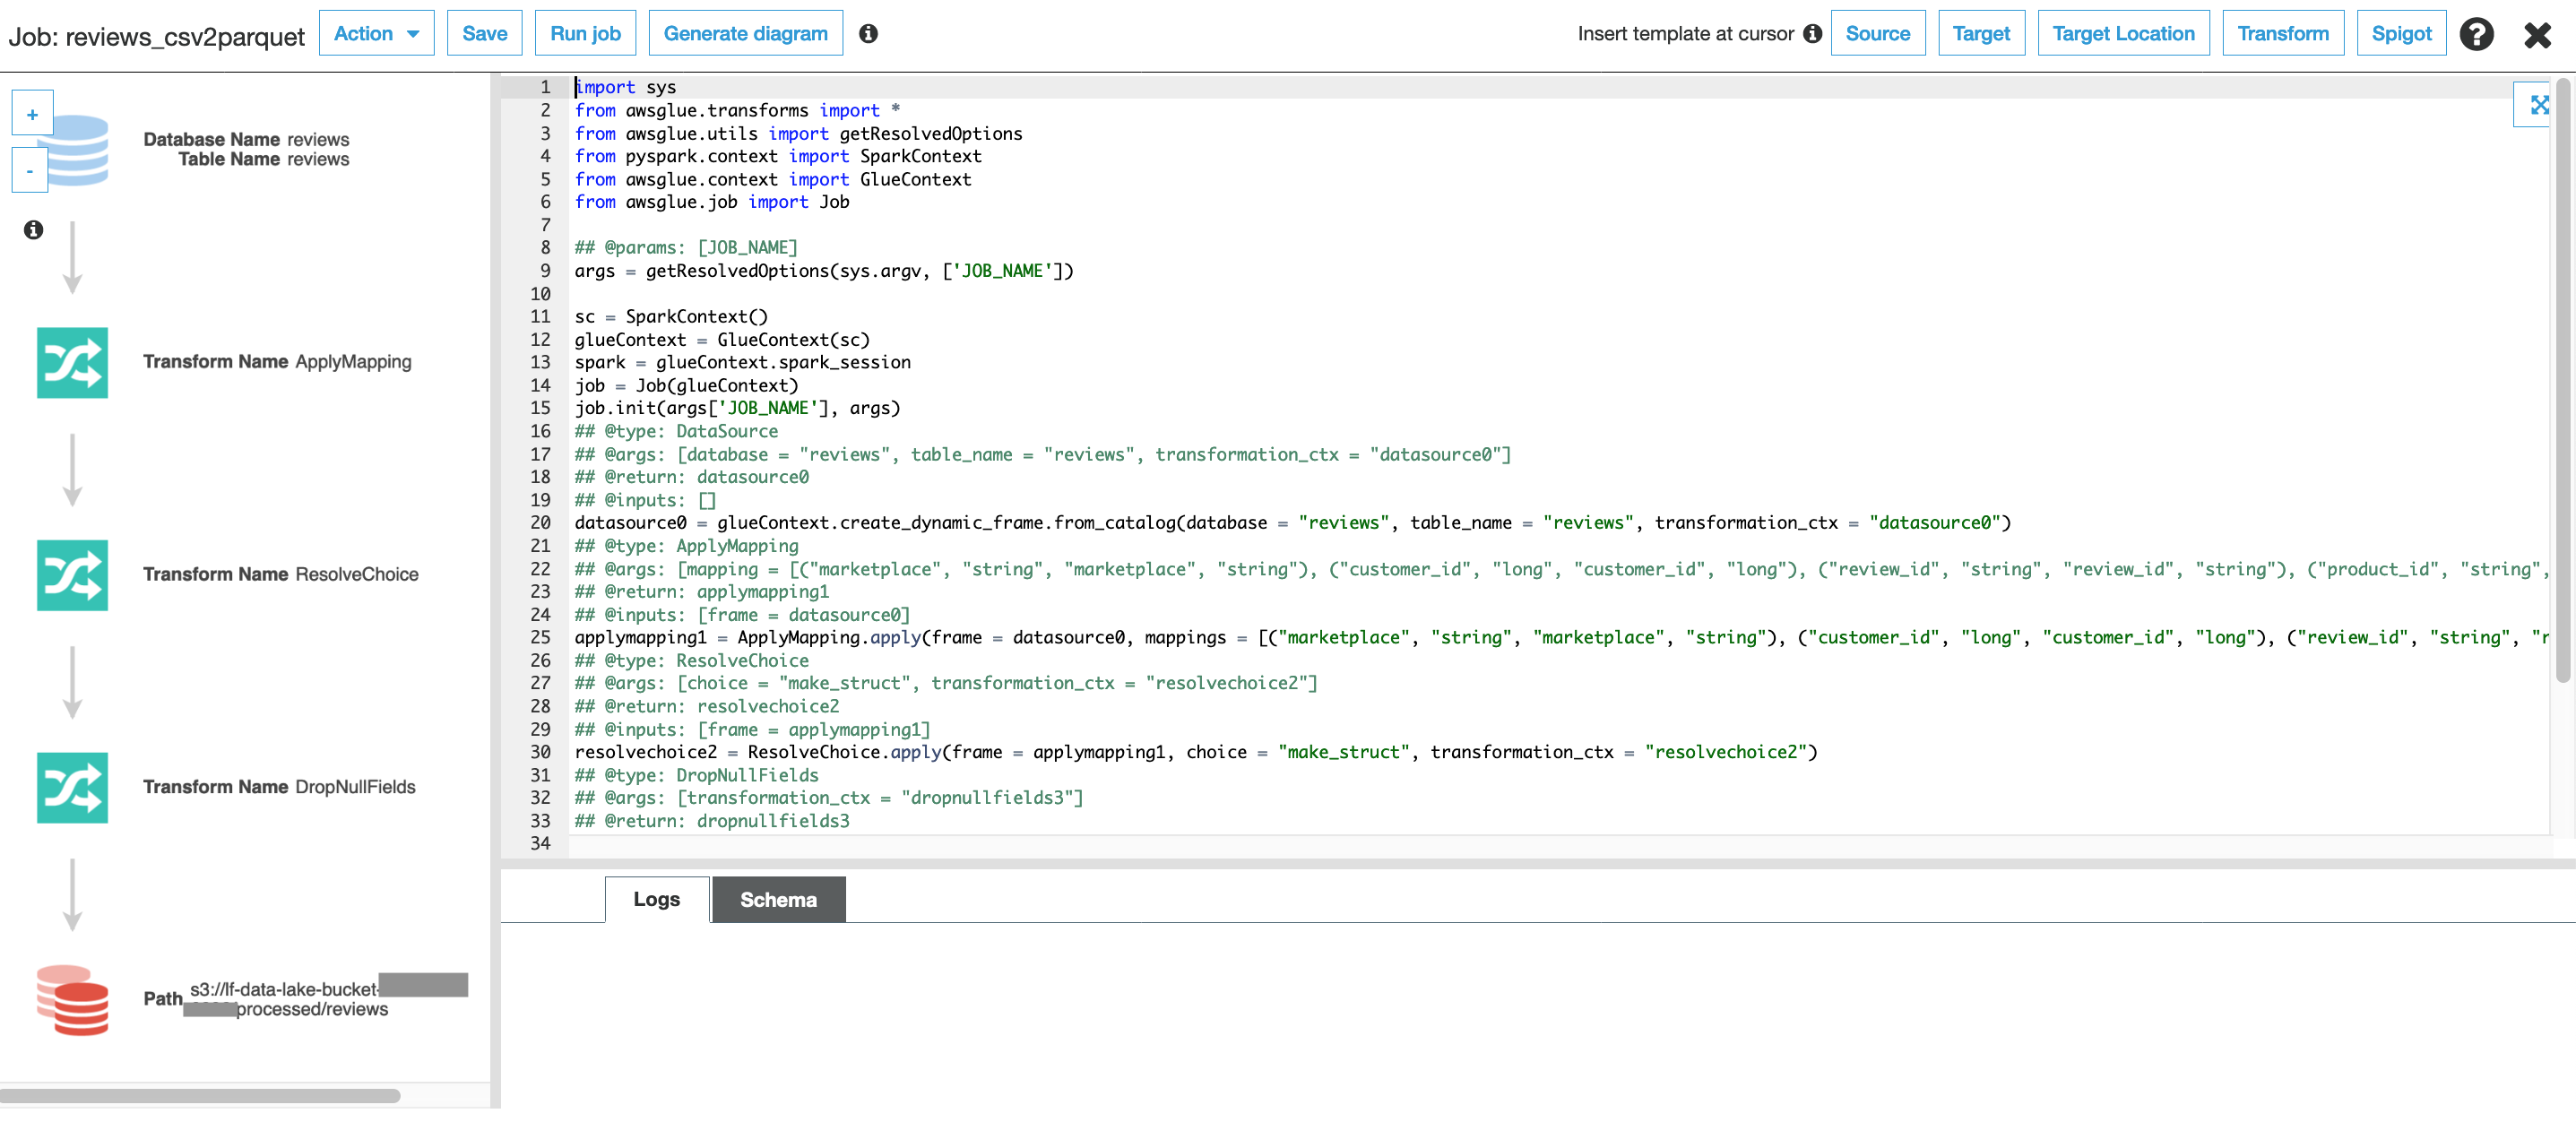 Job: reviews_csv2parquet Action Save Run job Generate diagram Insert template at cursor Source Target Target Location Transform Spigot
+
-
Database Name reviews
Table Name reviews
Transform Name ApplyMapping
Transform Name ResolveChoice
Transform Name DropNullFields
Path s3://lf-data-lake-bucket-
processed/reviews
1 import sys
2 from awsglue.transforms import *
3 from awsglue.utils import getResolvedOptions
4 from pyspark.context import SparkContext
5 from awsglue.context import GlueContext
6 from awsglue.job import Job
7
8 ## @params: [JOB_NAME]
9 args = getResolvedOptions(sys.argv, ['JOB_NAME'])
10
11 sc = SparkContext()
12 glueContext = GlueContext(sc)
13 spark = glueContext.spark_session
14 job = Job(glueContext)
15 job.init(args['JOB_NAME'], args)
16 ## @type: DataSource
17 ## @args: [database = "reviews", table_name = "reviews", transformation_ctx = "datasource0"]
18 ## @return: datasource0
19 ## @inputs: []
20 datasource0 = glueContext.create_dynamic_frame.from_catalog(database = "reviews", table_name = "reviews", transformation_ctx = "datasource0")
21 ## @type: ApplyMapping
22 ## @args: [mapping = [("marketplace", "string", "marketplace", "string"), ("customer_id", "long", "customer_id", "long"), ("review_id", "string", "review_id", "string"), ("product_id", "string",
23 ## @return: applymapping1
24 ## @inputs: [frame = datasource0]
25 applymapping1 = ApplyMapping.apply(frame = datasource0, mappings = [("marketplace", "string", "marketplace", "string"), ("customer_id", "long", "customer_id", "long"), ("review_id", "string", "r
26 ## @type: ResolveChoice
27 ## @args: [choice = "make_struct", transformation_ctx = "resolvechoice2"]
28 ## @return: resolvechoice2
29 ## @inputs: [frame = applymapping1]
30 resolvechoice2 = ResolveChoice.apply(frame = applymapping1, choice = "make_struct", transformation_ctx = "resolvechoice2")
31 ## @type: DropNullFields
32 ## @args: [transformation_ctx = "dropnullfields3"]
33 ## @return: dropnullfields3
34
Logs Schema